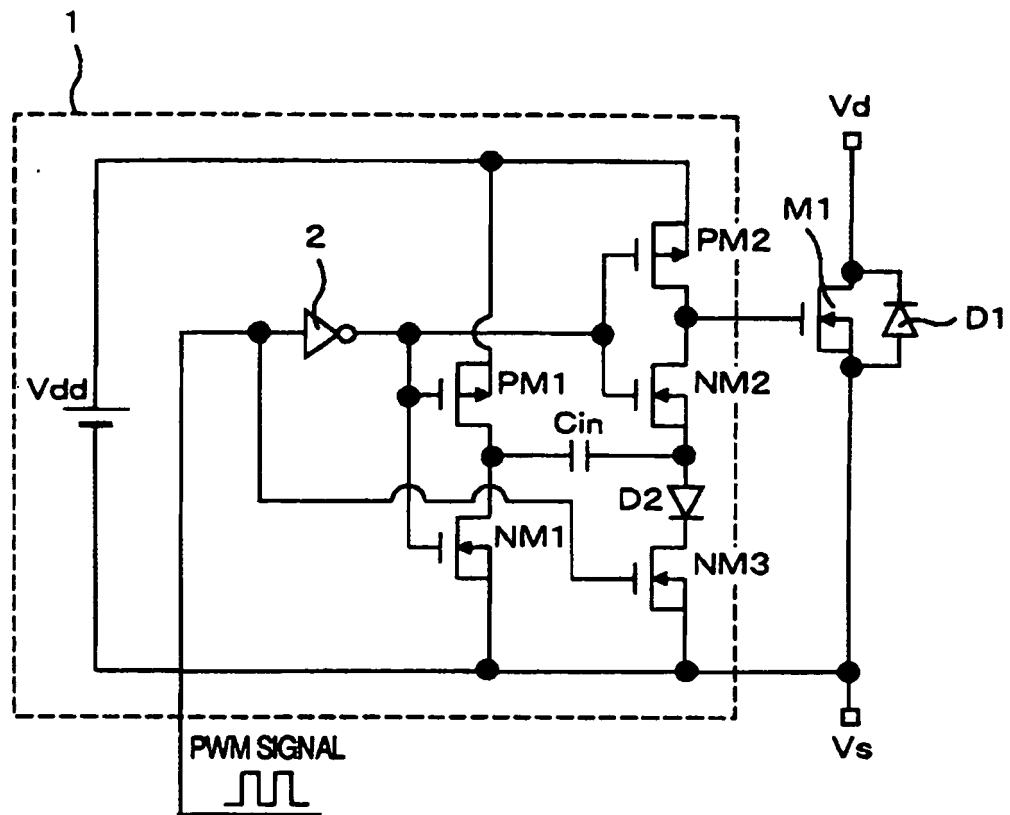 1
Vd
M1
2
PM2
D1
Vdd
PM1
NM2
Cin
D2
NM1
NM3
Vs
PWM SIGNAL